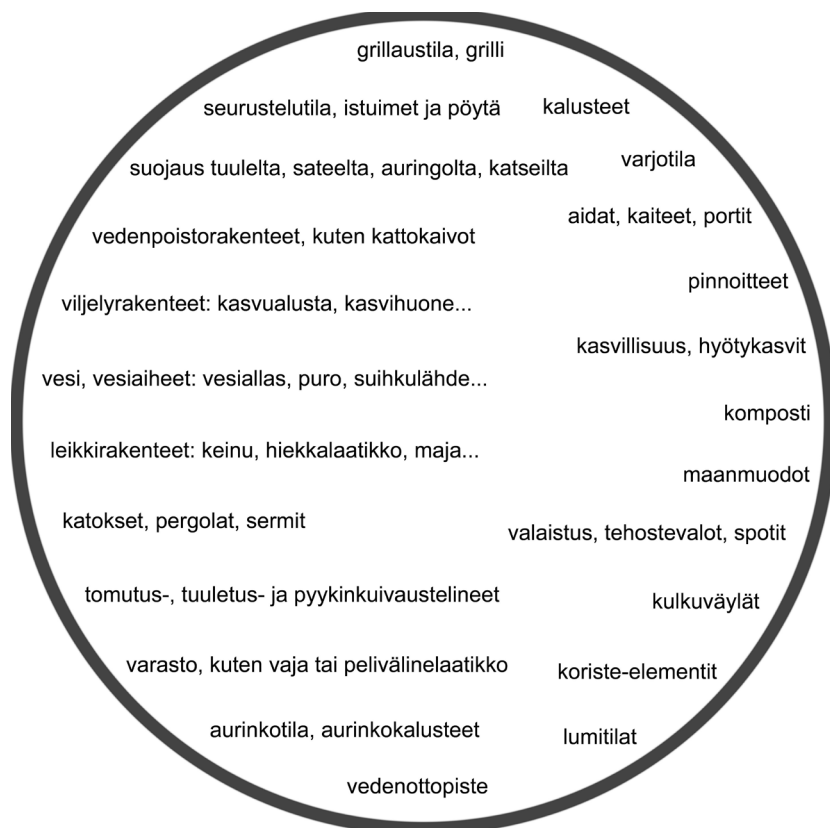 grillaustila, grilli
seurustelutila, istuimet ja pöytä
kalusteet
suojaus tuulelta, sateelta, auringolta, katseilta
varjotila
vedenpoistorakenteet, kuten kattokaivot
aidat, kaiteet, portit
viljelyrakenteet: kasvualusta, kasvihuone...
pinnoitteet
vesi, vesiaiheet: vesiallas, puro, suihkulähde...
kasvillisuus, hyötykasvit
komposti
leikkirakenteet: keinu, hiekkalaatikko, maja...
maanmuodot
katokset, pergolat, sermit
valaistus, tehostevalot, spotit
tomutus-, tuuletus- ja pyykinkuivaustelineet
kulkuväylät
varasto, kuten vaja tai pelivälinelaatikko
koriste-elementit
aurinkotila, aurinkokalusteet
lumitilat
vedenottopiste